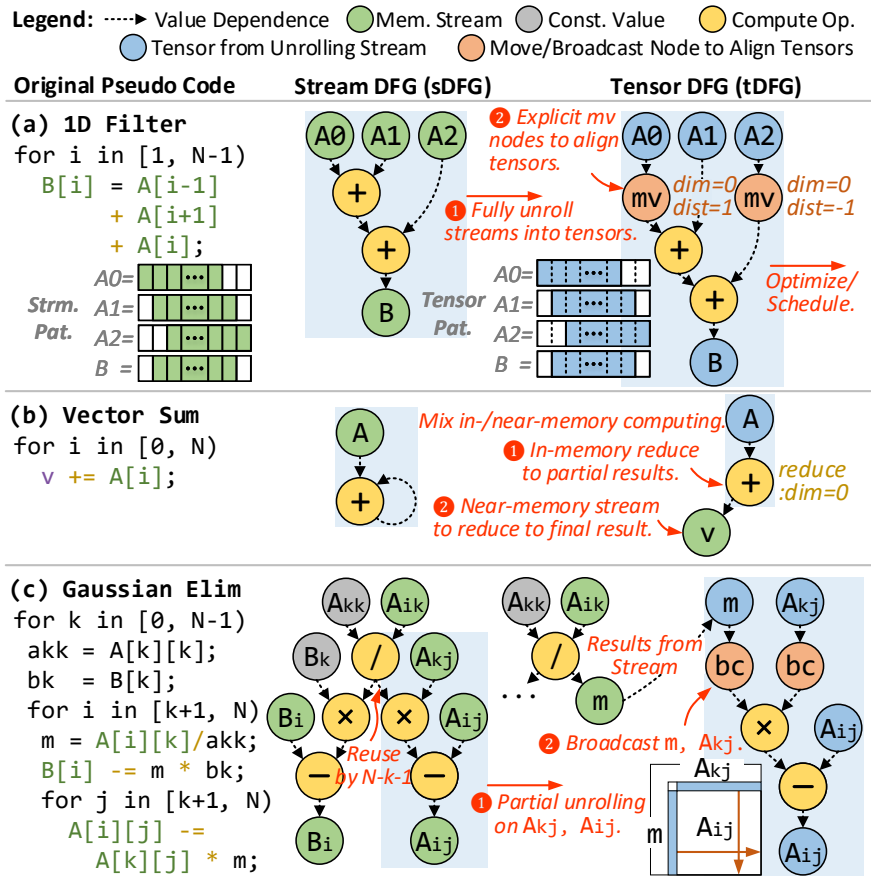 Legend: Value Dependence Mem. Stream Const. Value Compute Op.
Tensor from Unrolling Stream Move/Broadcast Node to Align Tensors
Original Pseudo Code Stream DFG (sDFG) Tensor DFG (tDFG)
(a) 1D Filter
for i in [1, N-1)
B[i] = A[i-1]
+ A[i+1]
+ A[i];
Strm.
Pat.
A0=
A1=
A2=
B =
A0 A1 A2
+
+
B
❶ Fully unroll
streams into tensors.
❷ Explicit mv
nodes to align
tensors.
Tensor
Pat.
A0=
A1=
A2=
B =
A0 A1 A2
mv dim=0 dist=1 mv dim=0 dist=-1
+
+
B
Optimize/
Schedule.
(b) Vector Sum
for i in [0, N)
v += A[i];
A
+
Mix in-/near-memory computing.
❶ In-memory reduce
to partial results.
❷ Near-memory stream
to reduce to final result.
A
+ reduce
:dim=0
v
(c) Gaussian Elim
for k in [0, N-1)
akk = A[k][k];
bk = B[k];
for i in [k+1, N)
m = A[i][k]/akk;
B[i] -= m * bk;
for j in [k+1, N)
A[i][j] -=
A[k][j] * m;
Akk Aik
Bk / Akj
Bi × × Aij
− −
Bi Aij
Reuse
by N-k-1
❶ Partial unrolling
on Akj, Aij.
Akk Aik
/
... m
Results from
Stream
❷ Broadcast m, Akj.
m Akj
bc bc
× Aij
−
Aij
Akj
m Aij